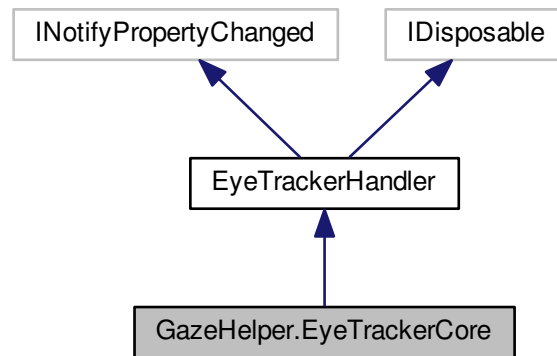 INotifyPropertyChanged
IDisposable
EyeTrackerHandler
GazeHelper.EyeTrackerCore